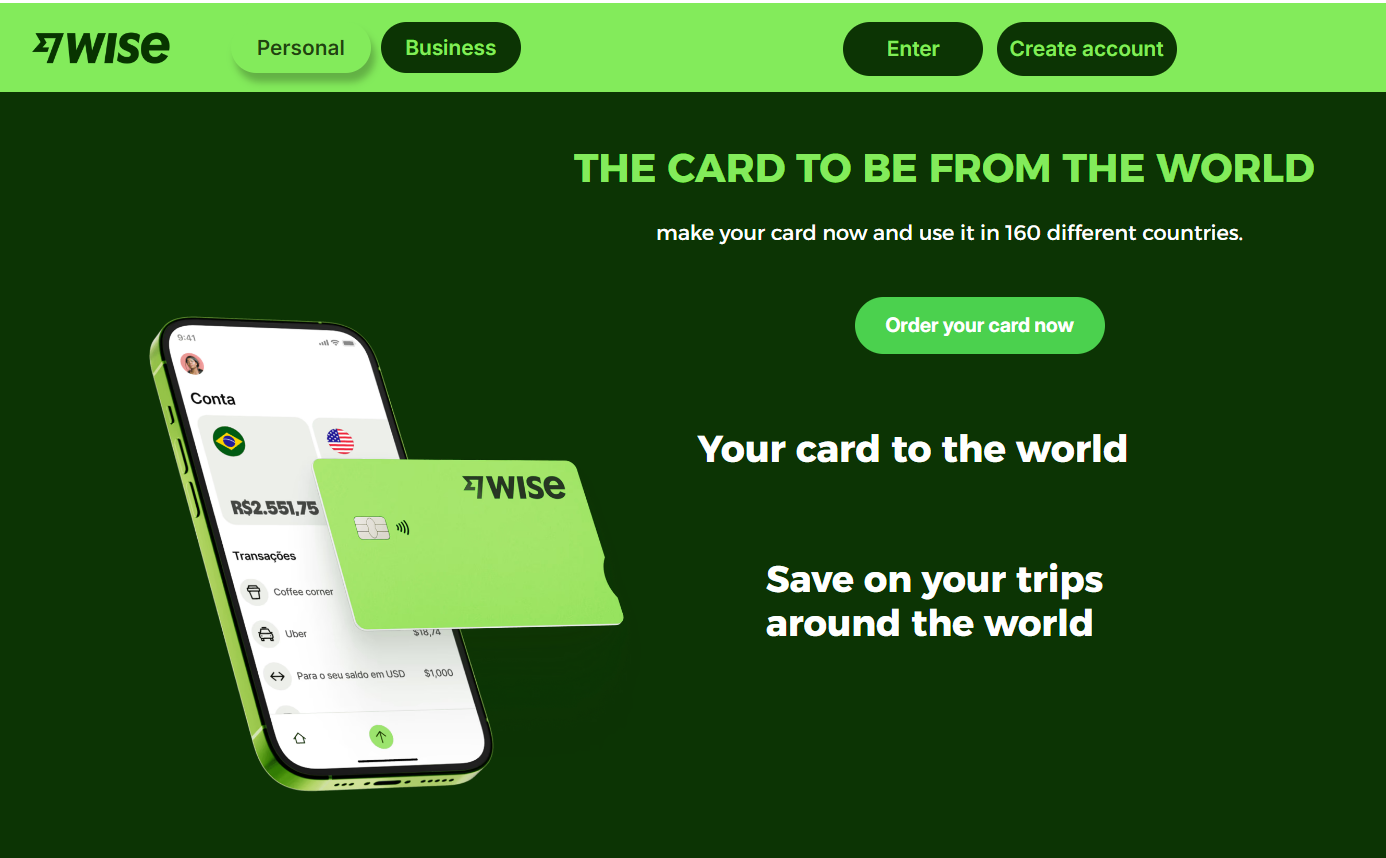 WISE
Personal
Business
Enter
Create account
THE CARD TO BE FROM THE WORLD
make your card now and use it in 160 different countries.
Order your card now
Your card to the world
Save on your trips
around the world
9:41
Conta
R$2.551,75
WISE
Transações
Coffee corner
Uber
$18,74
Para o seu saldo em USD
$1,000